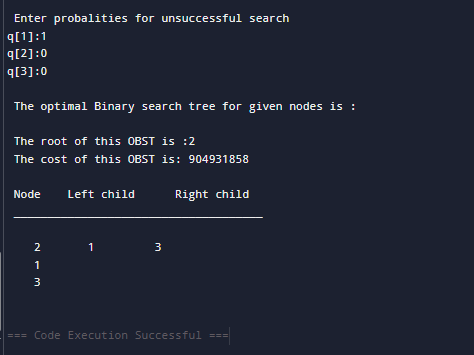 Enter probalities for unsuccessful search
q[1]:1
q[2]:0
q[3]:0
The optimal Binary search tree for given nodes is :
The root of this OBST is :2
The cost of this OBST is: 904931858
Node Left child Right child
______________________________________
2 1 3
1
3
=== Code Execution Successful ===